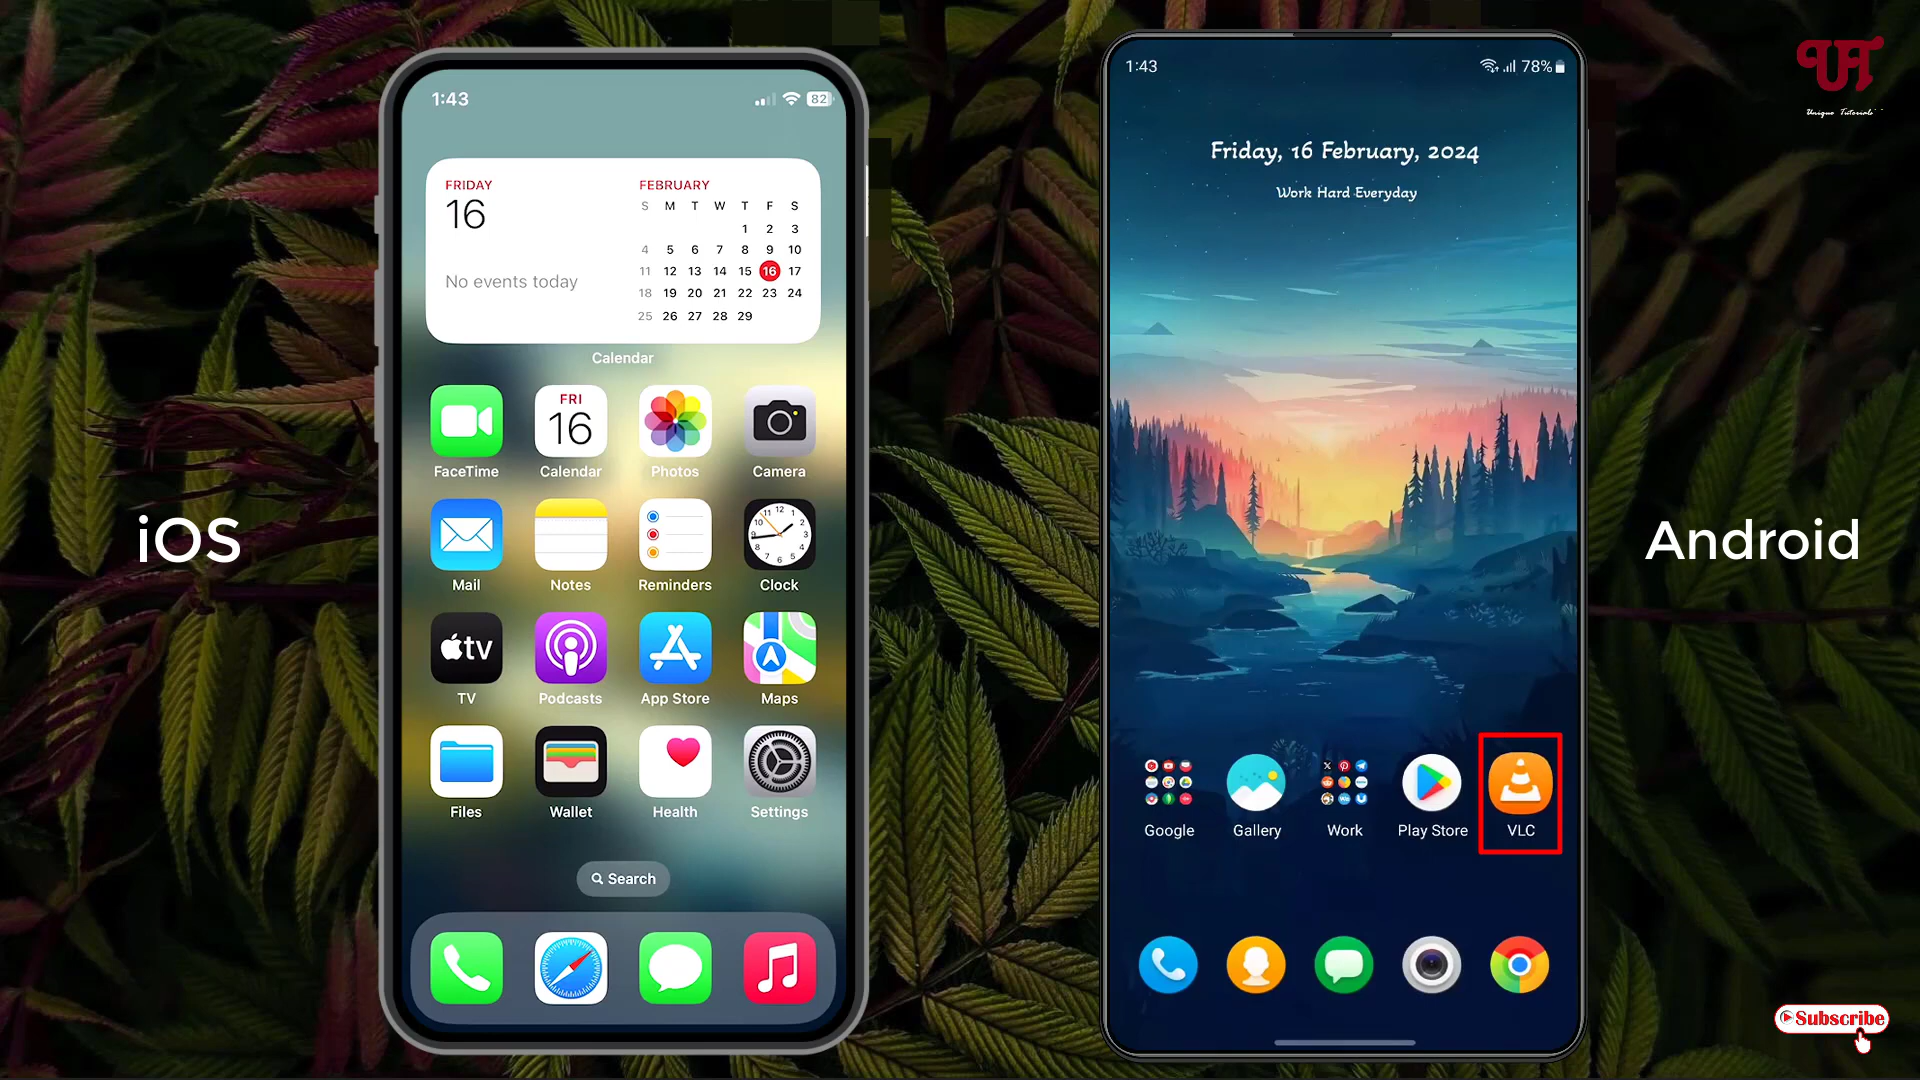 iOS
1:43
82
FRIDAY
16
No events today
FEBRUARY
S M T W T F S
1 2 3
4 5 6 7 8 9 10
11 12 13 14 15 16 17
18 19 20 21 22 23 24
25 26 27 28 29
Calendar
FRI
16
FaceTime Calendar Photos Camera
Mail Notes Reminders Clock
tv
TV Podcasts App Store Maps
Files Wallet Health Settings
Search
1:43
78%
Friday, 16 February, 2024
Work Hard Everyday
Google Gallery Work Play Store VLC
Android
UT
Unique Tutorials
Subscribe